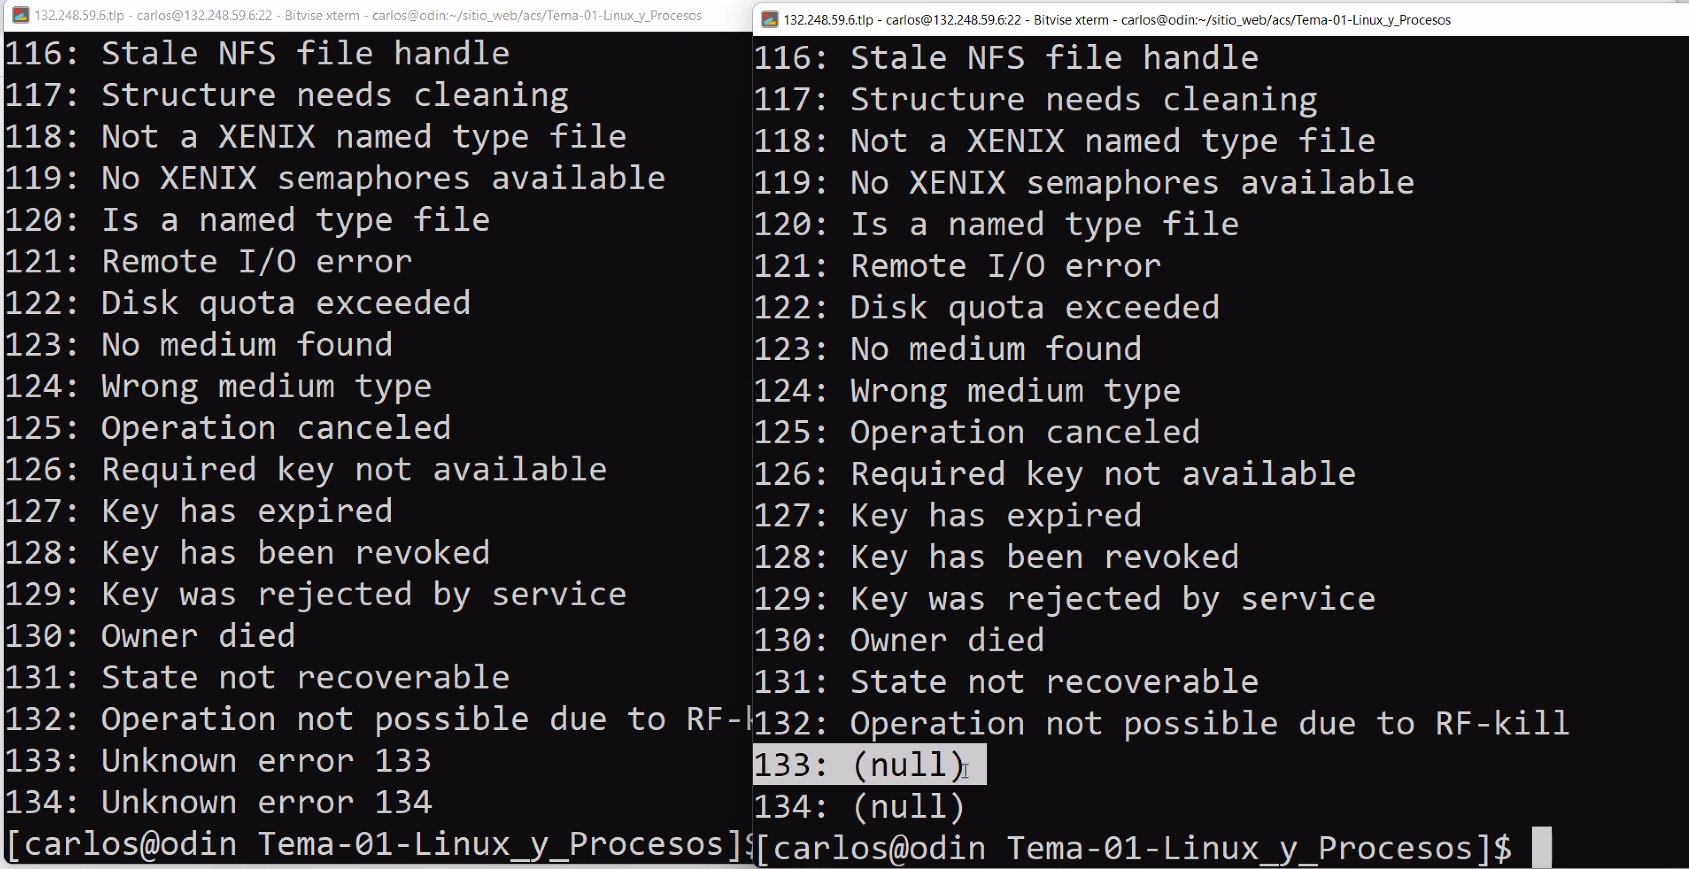 132.248.59.6.tlp - carlos@132.248.59.6:22 - Bitvise xterm - carlos@odin:~/sitio_web/acs/Tema-01-Linux_y_Procesos
116: Stale NFS file handle
117: Structure needs cleaning
118: Not a XENIX named type file
119: No XENIX semaphores available
120: Is a named type file
121: Remote I/O error
122: Disk quota exceeded
123: No medium found
124: Wrong medium type
125: Operation canceled
126: Required key not available
127: Key has expired
128: Key has been revoked
129: Key was rejected by service
130: Owner died
131: State not recoverable
132: Operation not possible due to RF-k
133: Unknown error 133
134: Unknown error 134
[carlos@odin Tema-01-Linux_y_Procesos]$
132.248.59.6.tlp - carlos@132.248.59.6:22 - Bitvise xterm - carlos@odin:~/sitio_web/acs/Tema-01-Linux_y_Procesos
116: Stale NFS file handle
117: Structure needs cleaning
118: Not a XENIX named type file
119: No XENIX semaphores available
120: Is a named type file
121: Remote I/O error
122: Disk quota exceeded
123: No medium found
124: Wrong medium type
125: Operation canceled
126: Required key not available
127: Key has expired
128: Key has been revoked
129: Key was rejected by service
130: Owner died
131: State not recoverable
132: Operation not possible due to RF-kill
133: (null)
134: (null)
[carlos@odin Tema-01-Linux_y_Procesos]$